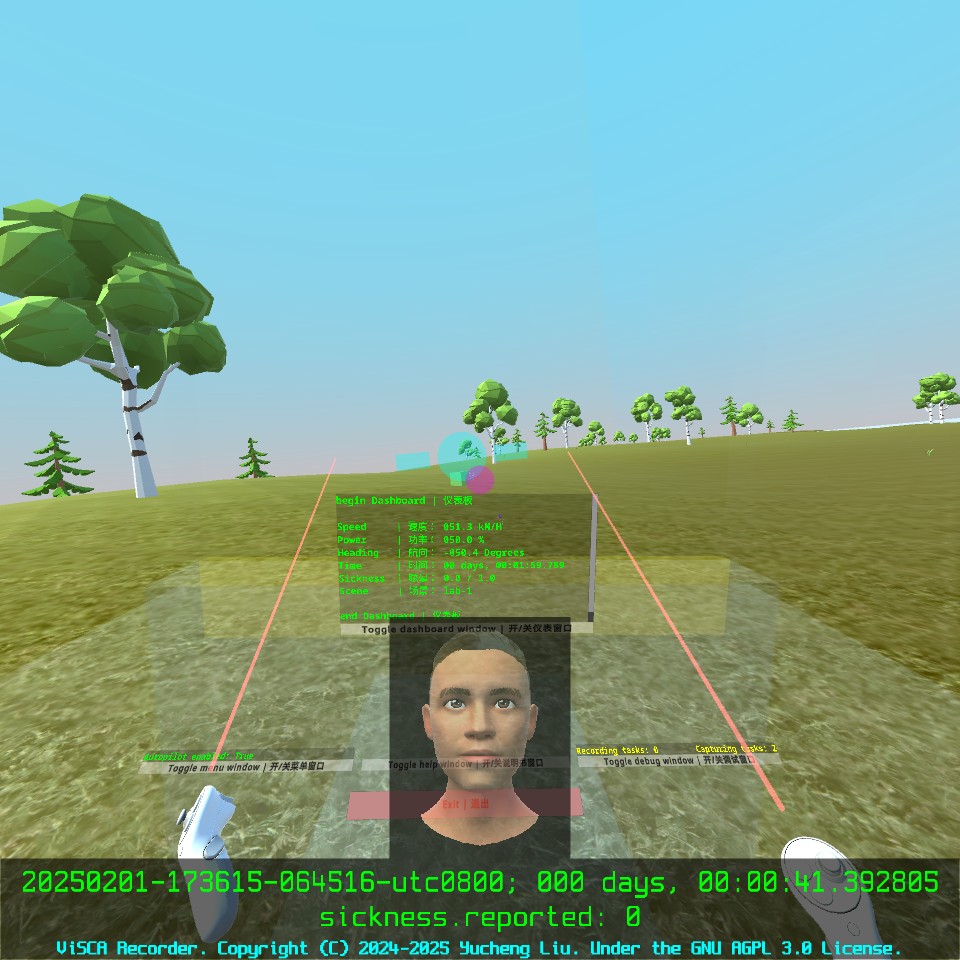 begin Dashboard | 仪表板
Speed | 速度: 051.3 kM/H
Power | 功率: 050.0 %
Heading | 航向: -050.4 Degrees
Time | 时间: 00 days, 00:01:59.789
Sickness | 0.0 / 1.0
Scene | 场景: lab-1
end Dashboard | 仪表板
Toggle dashboard window | 开/关仪表窗口
autopilot enabled: True
Recording tasks: 0 Capturing tasks: 2
Toggle menu window | 开/关菜单窗口
Toggle help window | 开/关说明书窗口
Toggle debug window | 开/关调试窗口
Exit | 退出
20250201-173615-064516-utc0800; 000 days, 00:00:41.392805
sickness.reported: 0
ViSCA Recorder. Copyright (C) 2024-2025 Yucheng Liu. Under the GNU AGPL 3.0 License.